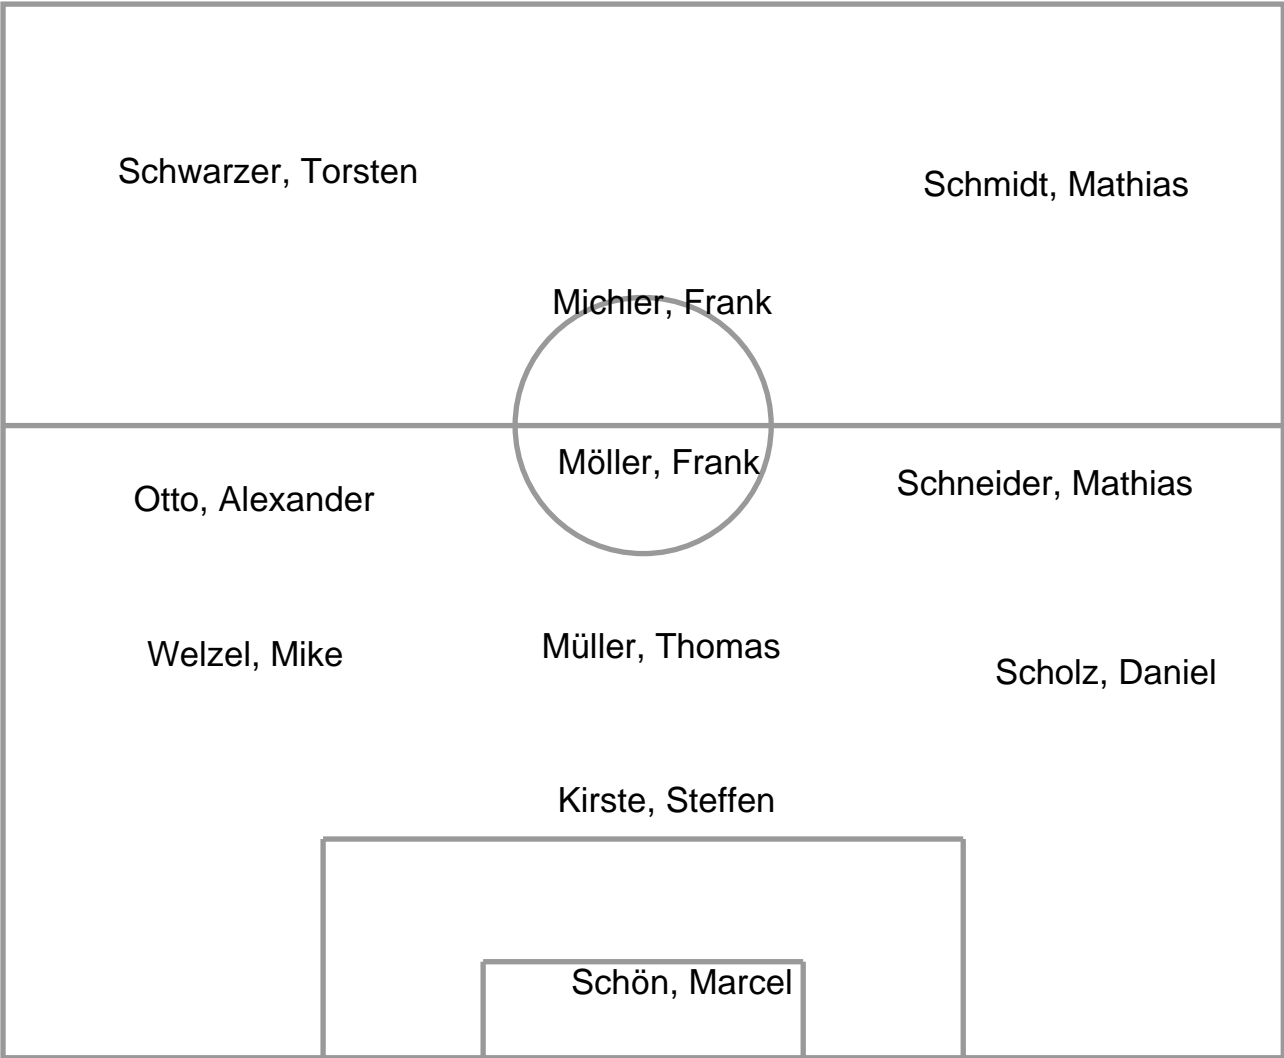 Schwarzer, Torsten
Schmidt, Mathias
Michler, Frank
Möller, Frank
Schneider, Mathias
Otto, Alexander
Müller, Thomas
Welzel, Mike
Scholz, Daniel
Kirste, Steffen
Schön, Marcel